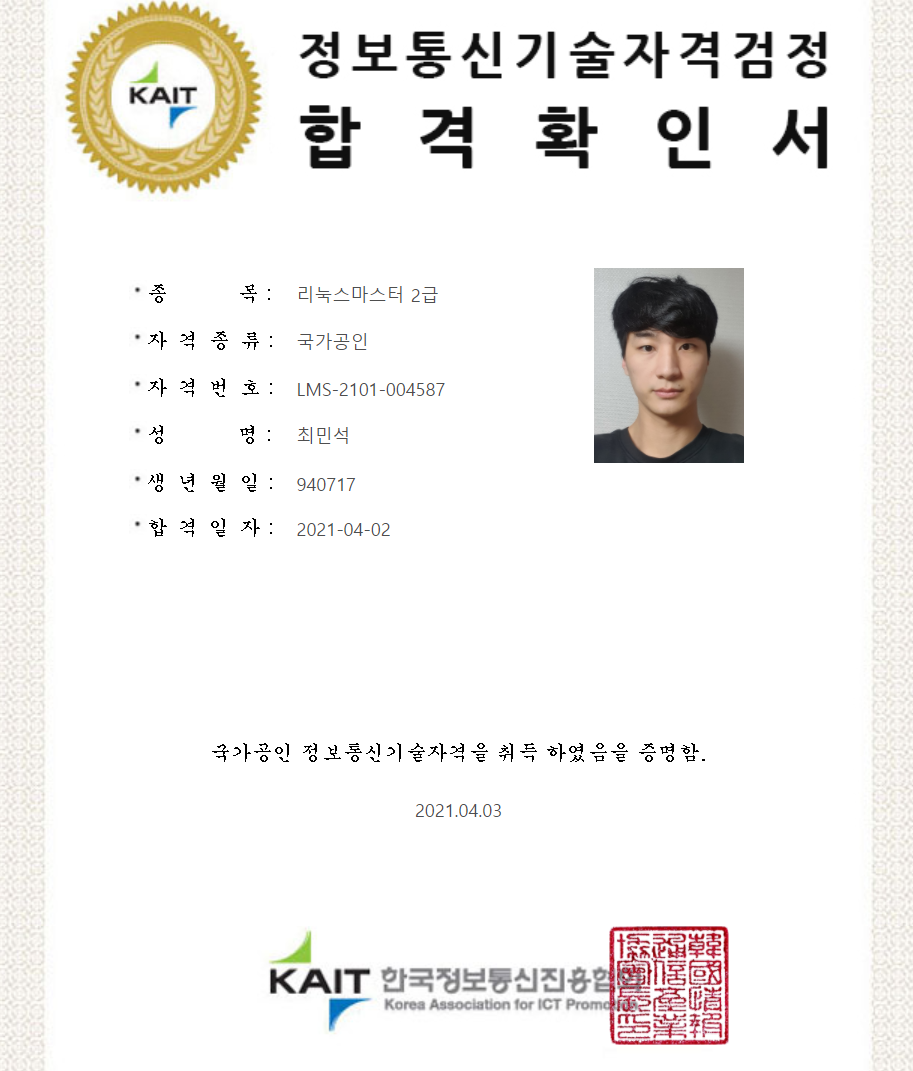 KAIT
정보통신기술자격검정
합 격 확 인 서
* 종 목 : 리눅스마스터 2급
* 자 격 종 류 : 국가공인
* 자 격 번 호 : LMS-2101-004587
* 성 명 : 최민석
* 생 년 월 일 : 940717
* 합 격 일 자 : 2021-04-02
국가공인 정보통신기술자격을 취득 하였음을 증명함.
2021.04.03
KAIT 한국정보통신진흥협회
Korea Association for ICT Promotion